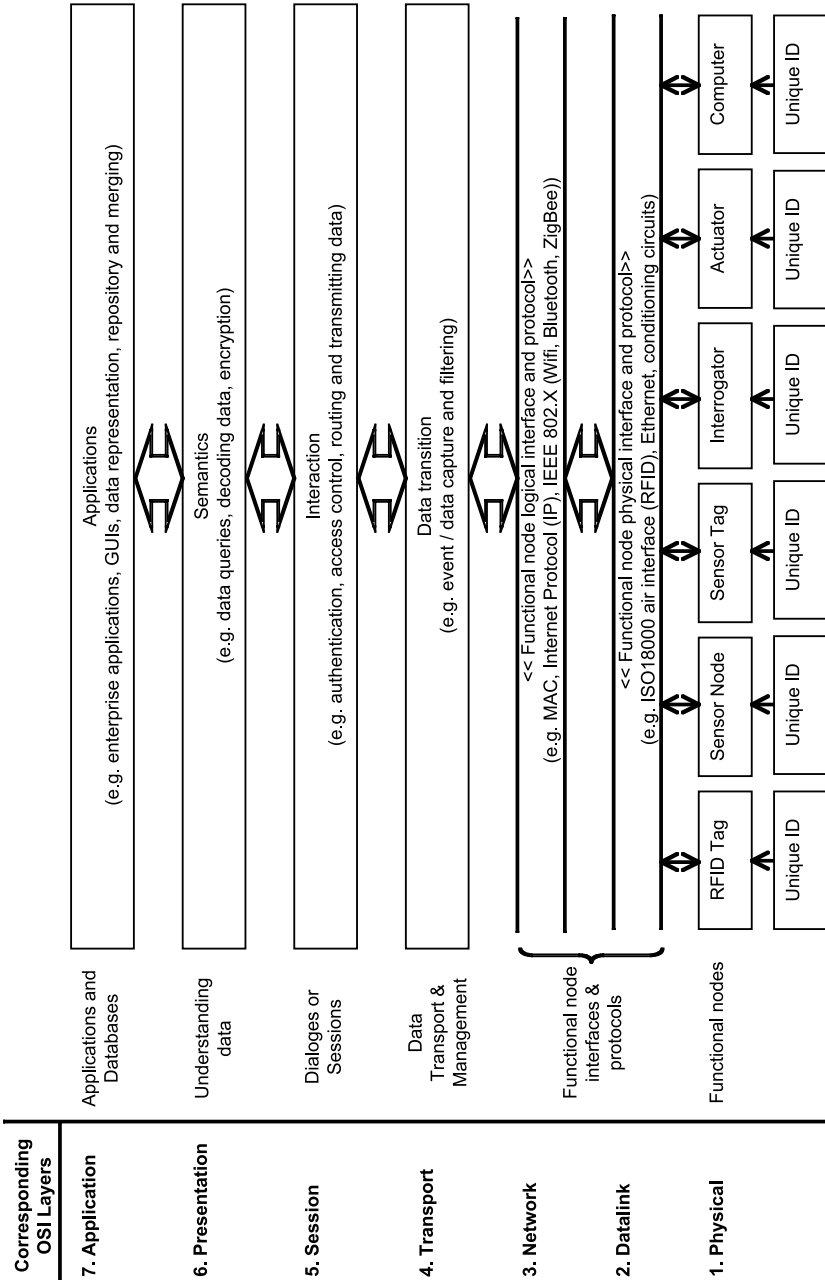 Corresponding
OSI Layers
7. Application
Applications and
Databases
Applications
(e.g. enterprise applications, GUIs, data representation, repository and merging)
6. Presentation
Understanding
data
Semantics
(e.g. data queries, decoding data, encryption)
5. Session
Dialoges or
Sessions
Interaction
(e.g. authentication, access control, routing and transmitting data)
4. Transport
Data
Transport &
Management
Data transition
(e.g. event / data capture and filtering)
3. Network
2. Datalink
Functional node
interfaces &
protocols
<< Functional node logical interface and protocol>>
(e.g. MAC, Internet Protocol (IP), IEEE 802.X (Wifi, Bluetooth, ZigBee))
<< Functional node physical interface and protocol>>
(e.g. ISO18000 air interface (RFID), Ethernet, conditioning circuits)
1. Physical
Functional nodes
RFID Tag
Sensor Node
Sensor Tag
Interrogator
Actuator
Computer
Unique ID
Unique ID
Unique ID
Unique ID
Unique ID
Unique ID